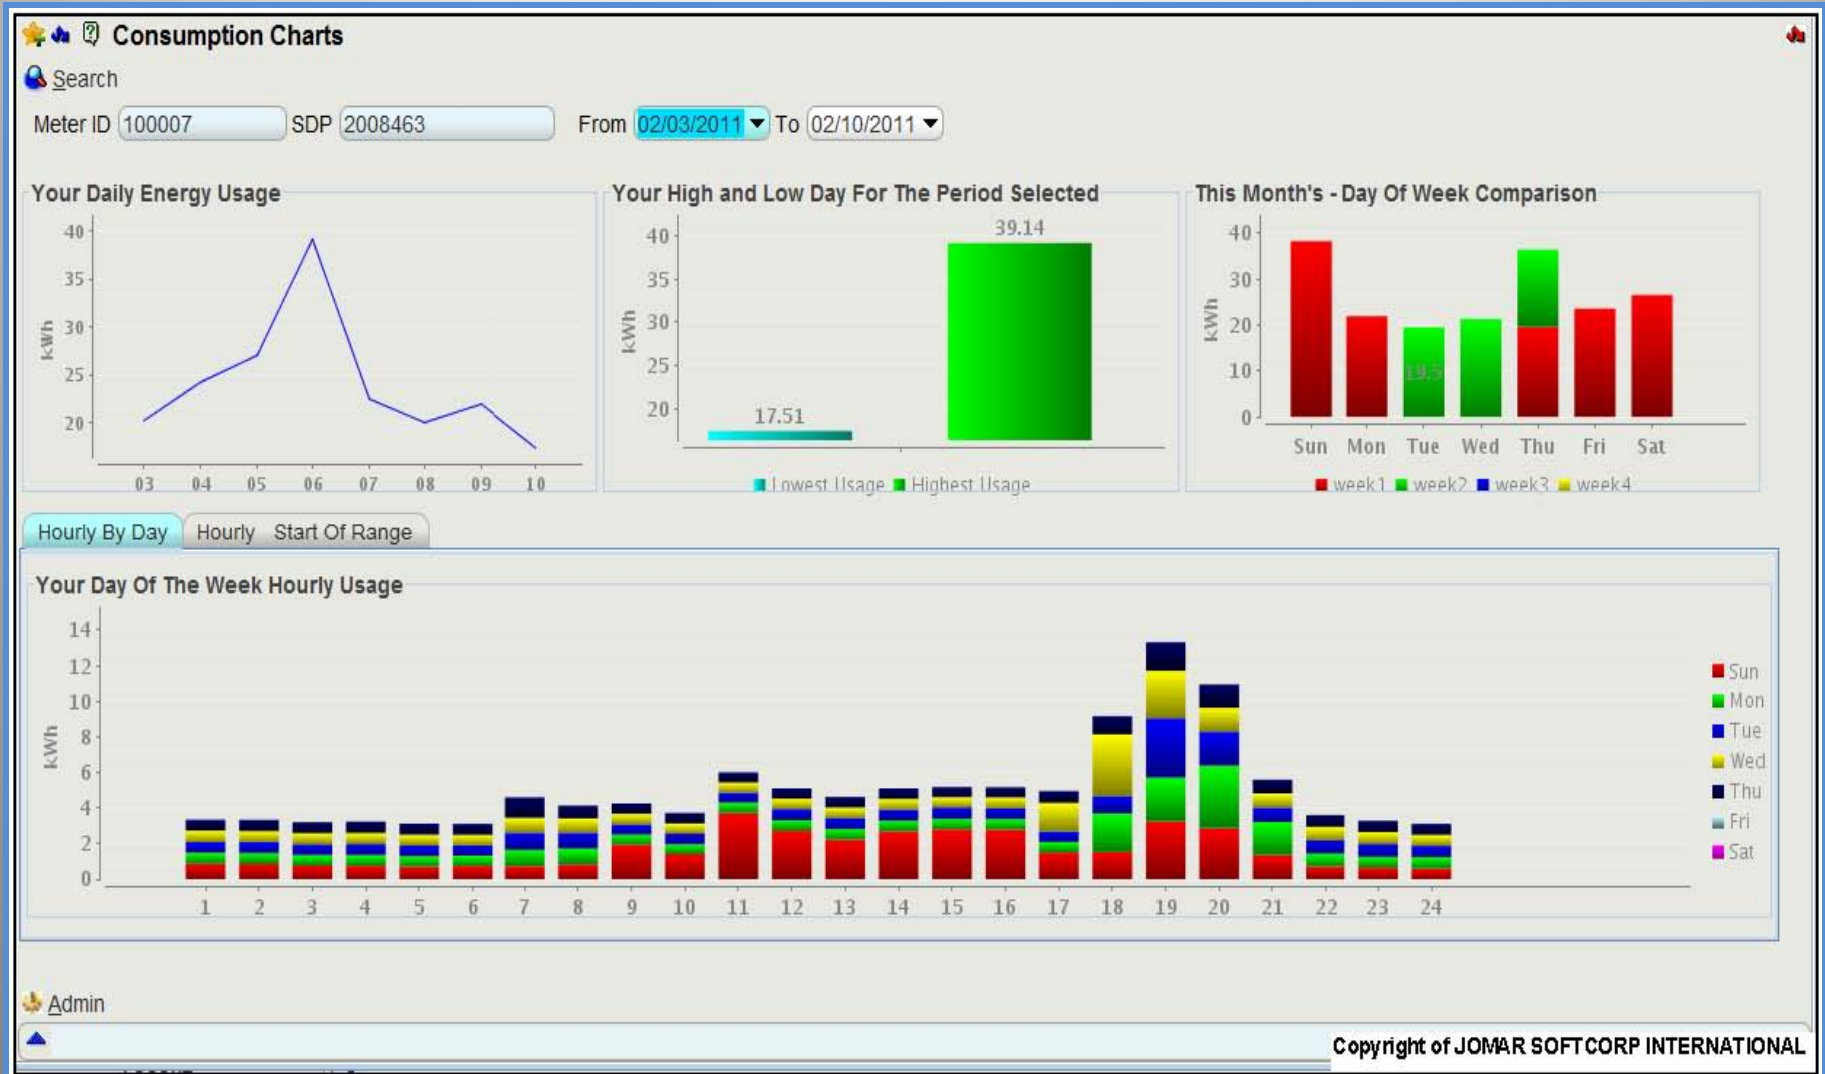 Consumption Charts
Search
Meter ID 100007 SDP 2008463 From 02/03/2011 To 02/10/2011
Your Daily Energy Usage
40
35
30
25
20
kWh
03 04 05 06 07 08 09 10
Your High and Low Day For The Period Selected
39.14
40
35
30
25
20
kWh
17.51
Lowest Usage Highest Usage
This Month's - Day Of Week Comparison
40
30
20
10
0
kWh
19.5
Sun Mon Tue Wed Thu Fri Sat
week1 week2 week3 week4
Hourly By Day Hourly Start Of Range
Your Day Of The Week Hourly Usage
14
12
10
8
6
4
2
0
kWh
1 2 3 4 5 6 7 8 9 10 11 12 13 14 15 16 17 18 19 20 21 22 23 24
Sun
Mon
Tue
Wed
Thu
Fri
Sat
Admin
Copyright of JOMAR SOFTCORP INTERNATIONAL